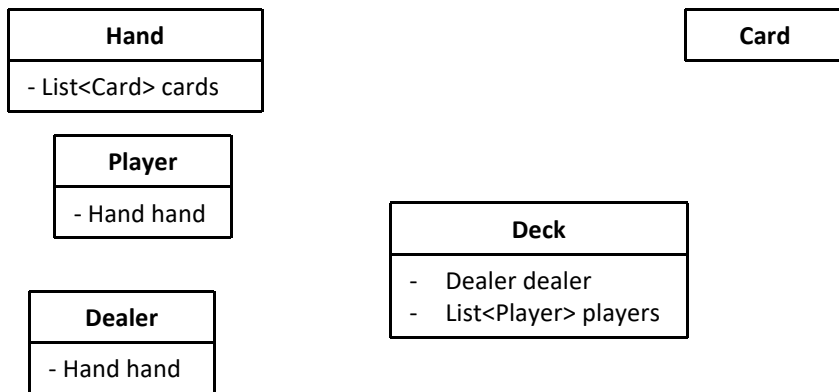 Hand
- List<Card> cards
Card
Player
- Hand hand
Deck
- Dealer dealer
- List<Player> players
Dealer
- Hand hand